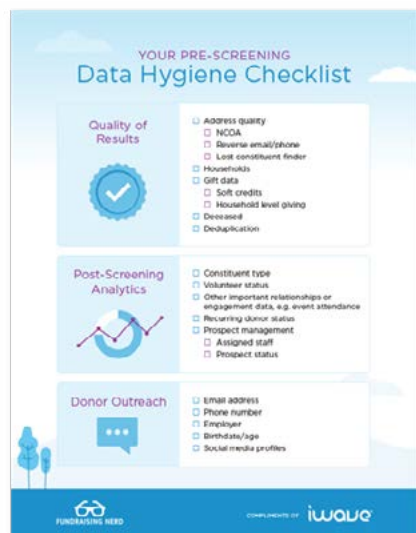 YOUR PRE-SCREENING
Data Hygiene Checklist
Quality of
Results
Address quality
NCOA
Reverse email/phone
Lost constituent finder
Households
Gift data
Soft credits
Household level giving
Deceased
Deduplication
Post-Screening
Analytics
Constituent type
Volunteer status
Other important relationships or
engagement data, e.g. event attendance
Recurring donor status
Prospect management
Assigned staff
Prospect status
Donor Outreach
Email address
Phone number
Employer
Birthdate/age
Social media profiles
FUNDRAISING NERD
COMPLIMENTS OF iwave